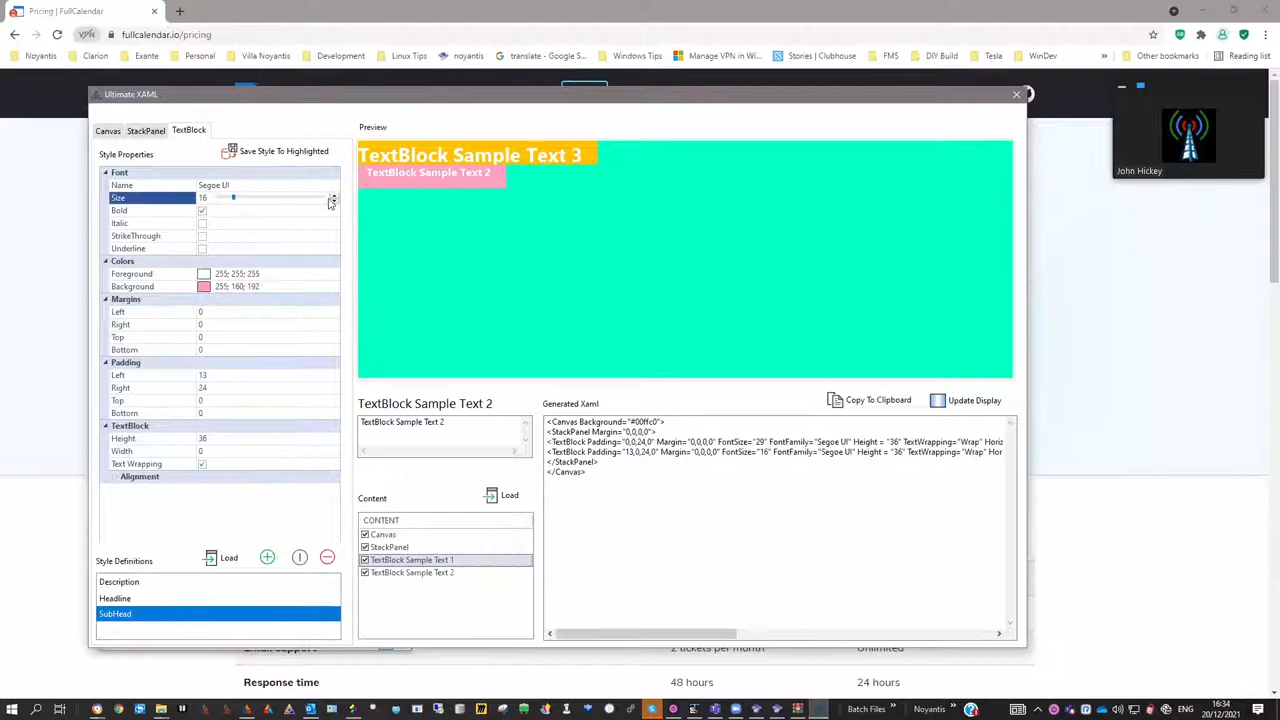 Pricing | FullCalendar
VPN
fullcalendar.io/pricing
Noyantis
Clarion
Exante
Personal
Villa Noyantis
Development
Linux Tips
noyantis
translate - Google S...
Windows Tips
Manage VPN in Wi...
Stories | Clubhouse
FMS
DIY Build
Tesla
WinDev
»
Other bookmarks
Reading list
Ultimate XAML
John Hickey
Canvas
StackPanel
TextBlock
Preview
Style Properties
Save Style To Highlighted
Font
Name Segoe UI
Size 16
Bold
Italic
StrikeThrough
Underline
Colors
Foreground 255; 255; 255
Background 255; 160; 192
Margins
Left 0
Right 0
Top 0
Bottom 0
Padding
Left 13
Right 24
Top 0
Bottom 0
TextBlock
Height 36
Width 0
Text Wrapping
Alignment
TextBlock Sample Text 3
TextBlock Sample Text 2
TextBlock Sample Text 2
TextBlock Sample Text 2
Generated Xaml
Copy To Clipboard
Update Display
<Canvas Background="#00ffc0">
<StackPanel Margin="0,0,0,0">
<TextBlock Padding="0,0,24,0" Margin="0,0,0,0" FontSize="29" FontFamily="Segoe UI" Height = "36" TextWrapping="Wrap" Horiz
<TextBlock Padding="13,0,24,0" Margin="0,0,0,0" FontSize="16" FontFamily="Segoe UI" Height = "36" TextWrapping="Wrap" Hor
</StackPanel>
</Canvas>
Content
Load
CONTENT
Canvas
StackPanel
TextBlock Sample Text 1
TextBlock Sample Text 2
Style Definitions
Load
Description
Headline
SubHead
2 tickets per month
Unlimited
Response time
48 hours
24 hours
Batch Files
»
Noyantis
»
ENG
16:34
20/12/2021